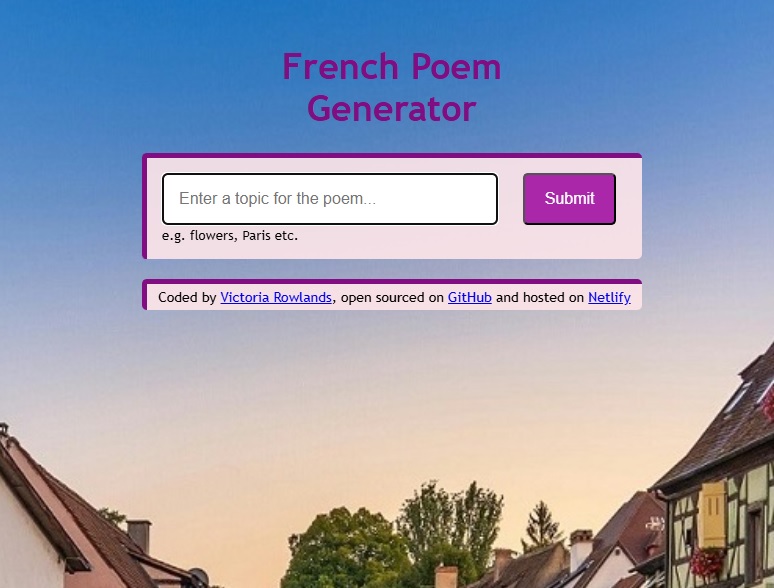 French Poem
Generator
Enter a topic for the poem...
Submit
e.g. flowers, Paris etc.
Coded by Victoria Rowlands, open sourced on GitHub and hosted on Netlify